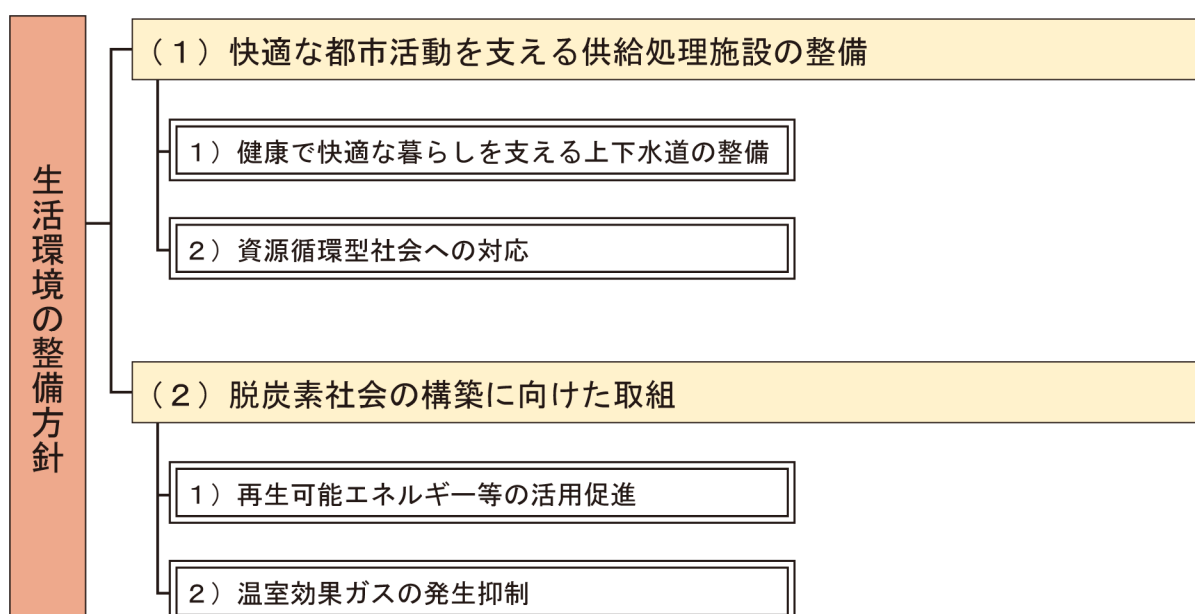 生活環境の整備方針
(1)快適な都市活動を支える供給処理施設の整備
1)健康で快適な暮らしを支える上下水道の整備
2)資源循環型社会への対応
(2)脱炭素社会の構築に向けた取組
1)再生可能エネルギー等の活用促進
2)温室効果ガスの発生抑制